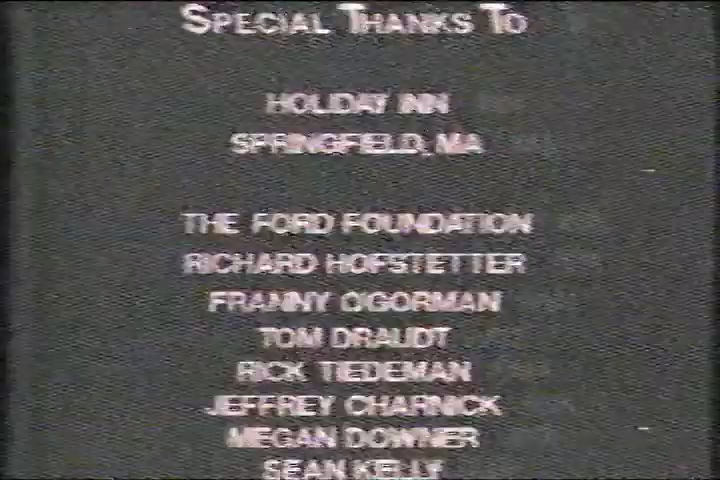 SPECIAL THANKS TO
HOLIDAY INN
SPRINGFIELD, MA
THE FORD FOUNDATION
RICHARD HOFSTETTER
FRANNY O'GORMAN
TOM DRAUDT
RICK TIEDEMAN
JEFFREY CHARNICK
MEGAN DOWNER
SEAN KELLY